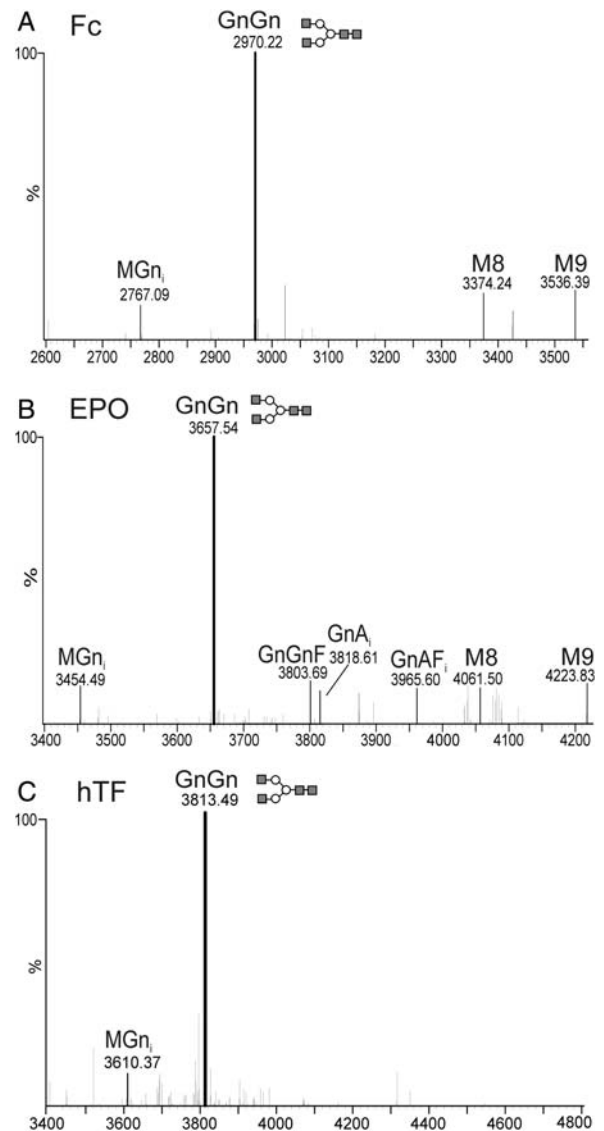 A Fc
GnGn
2970.22
100
%
MGni
2767.09
M8
3374.24
M9
3536.39
2600 2700 2800 2900 3000 3100 3200 3300 3400 3500
B EPO
GnGn
3657.54
100
%
MGni
3454.49
GnGnF
3803.69
GnAi
3818.61
GnAFi
3965.60
M8
4061.50
M9
4223.83
3400 3500 3600 3700 3800 3900 4000 4100 4200
C hTF
GnGn
3813.49
100
%
MGni
3610.37
3400 3600 3800 4000 4200 4400 4600 4800